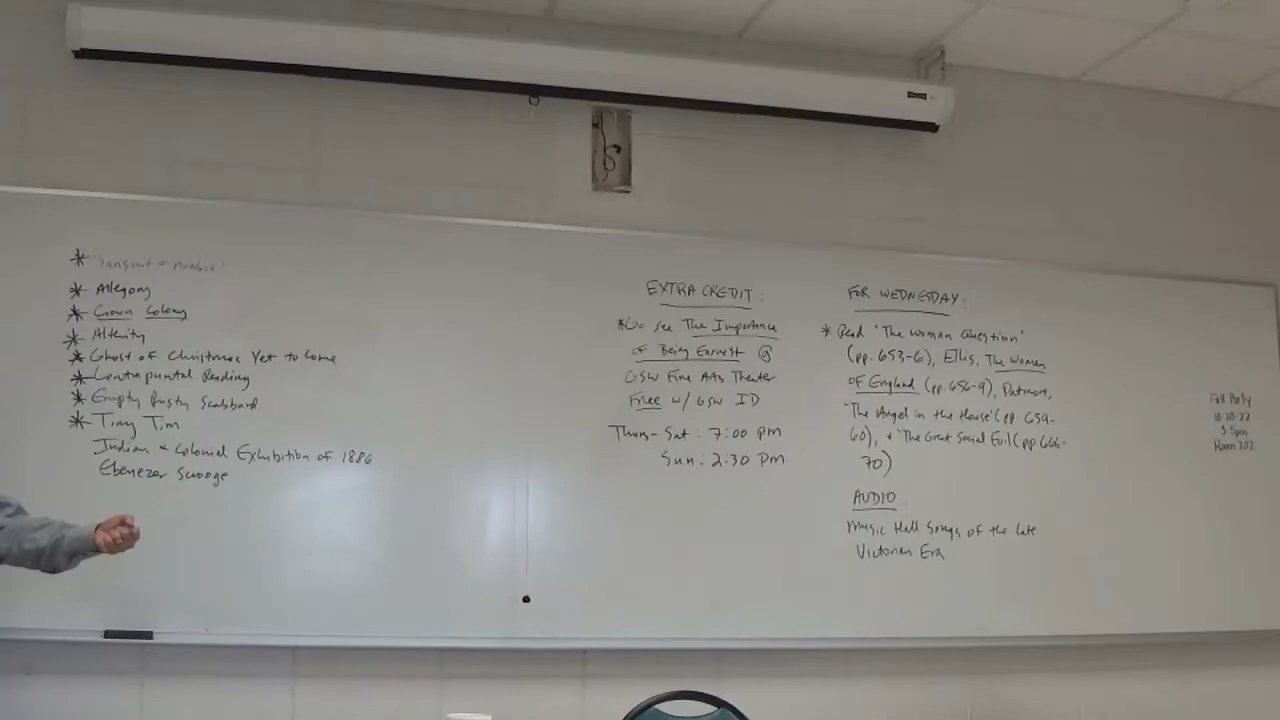 * Allegory
* Crown Colony
* Alterity
* Ghost of Christmas Yet to Come
* Contrapuntal Reading
* Empty Rusty Scabbard
* Tiny Tim
Indian & Colonial Exhibition of 1886
Ebenezer Scrooge
EXTRA CREDIT:
*Go see The Importance
of Being Earnest @
GSW Fine Arts Theater
Free w/ GSW ID
Thurs-Sat: 7:00 PM
Sun: 2:30 PM
FOR WEDNESDAY:
* Read "The Woman Question"
(pp. 653-6), Ellis, The Women
of England (pp. 656-9), Patmore,
"The Angel in the House" (pp. 659-
60), & "The Great Social Evil" (pp. 666-
70)
AUDIO
Music Hall Songs of the Late
Victorian Era
Fall Party
3-5pm
Room 202